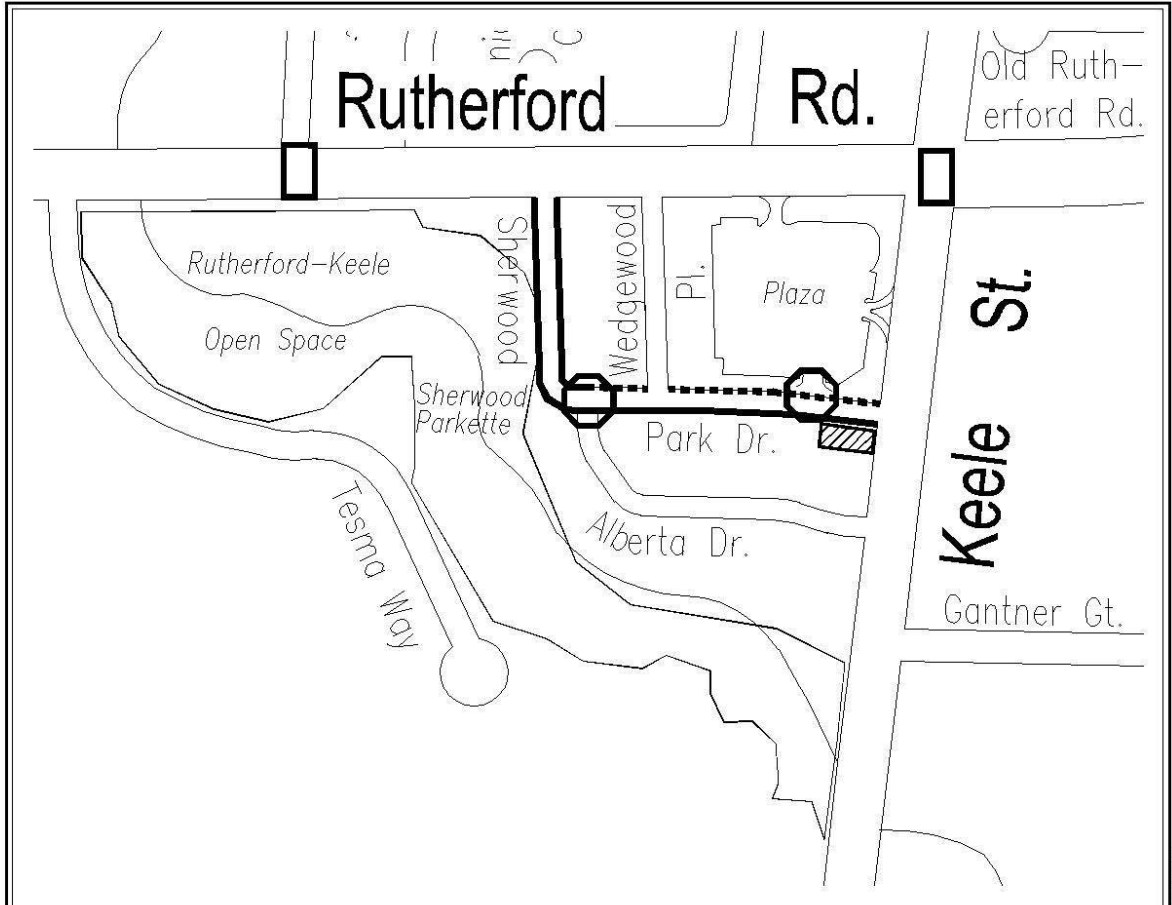 Rutherford Rd.
Old Ruth-
erford Rd.
Rutherford-Keele
Open Space
Sherwood
Wedgewood
Pl.
Plaza
Keele St.
Sherwood
Parkette
Park Dr.
Alberta Dr.
Tesma Way
Gantner Gt.